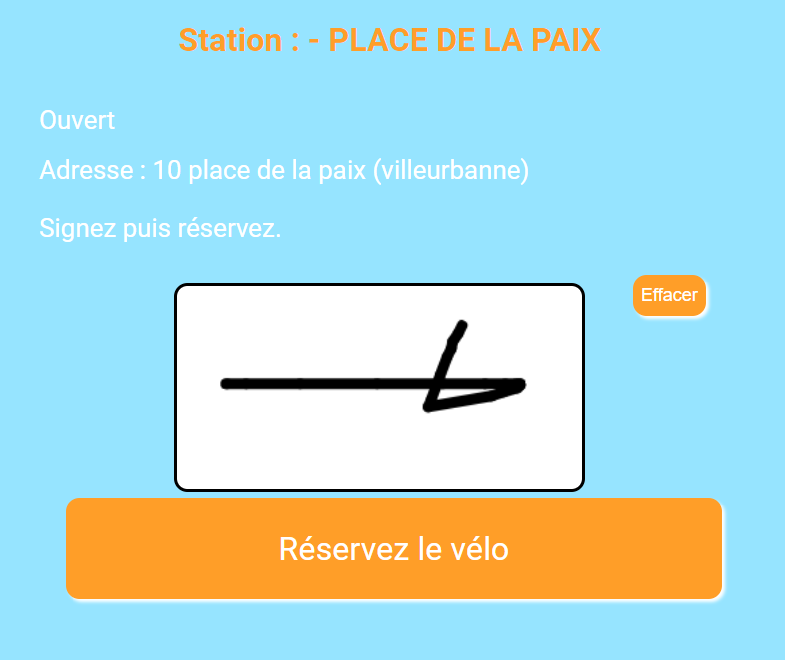 Station : - PLACE DE LA PAIX
Ouvert
Adresse : 10 place de la paix (villeurbanne)
Signez puis réservez.
Effacer
Réservez le vélo